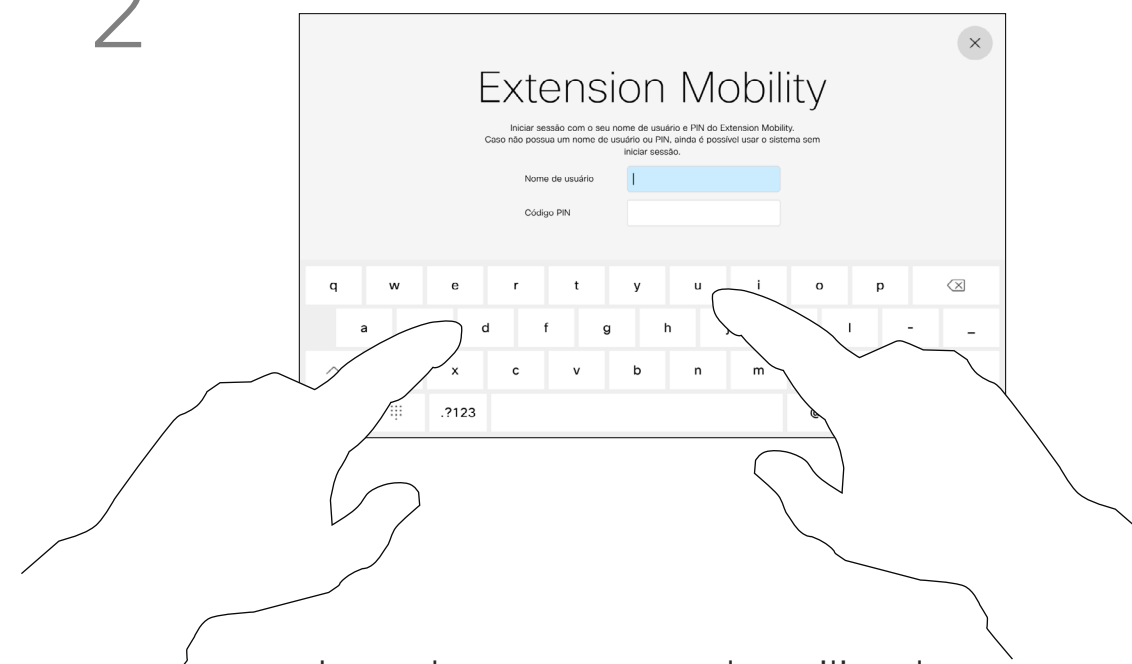 2
Extension Mobility
Iniciar sessão com o seu nome de usuário e PIN do Extension Mobility.
Caso não possua um nome de usuário ou PIN, ainda é possível usar o sistema sem
iniciar sessão.
Nome de usuário
Código PIN
q w e r t y u i o p
a d f g h l - _
x c v b n m
.?123